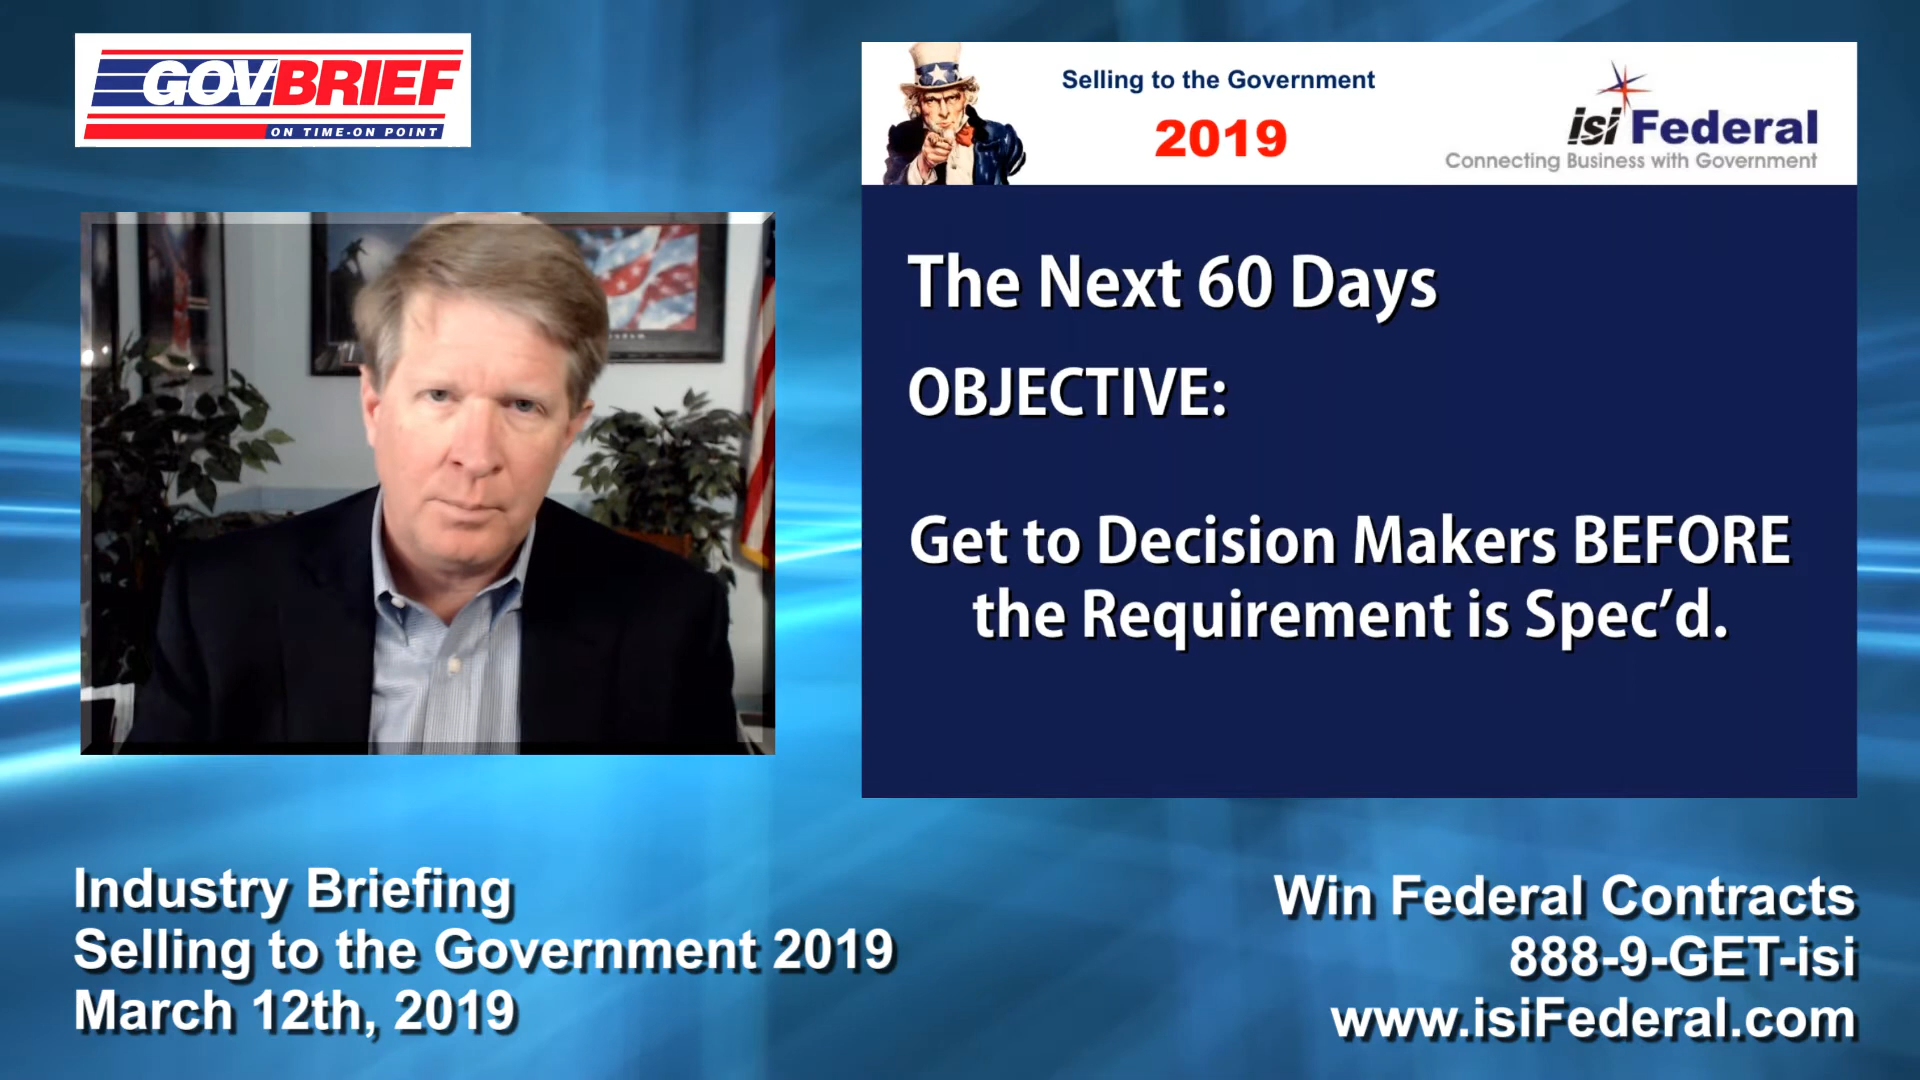 GOVBRIEF
ON TIME-ON POINT
Selling to the Government
2019
isi Federal
Connecting Business with Government
The Next 60 Days
OBJECTIVE:
Get to Decision Makers BEFORE
the Requirement is Spec’d.
Industry Briefing
Selling to the Government 2019
March 12th, 2019
Win Federal Contracts
888-9-GET-isi
www.isiFederal.com